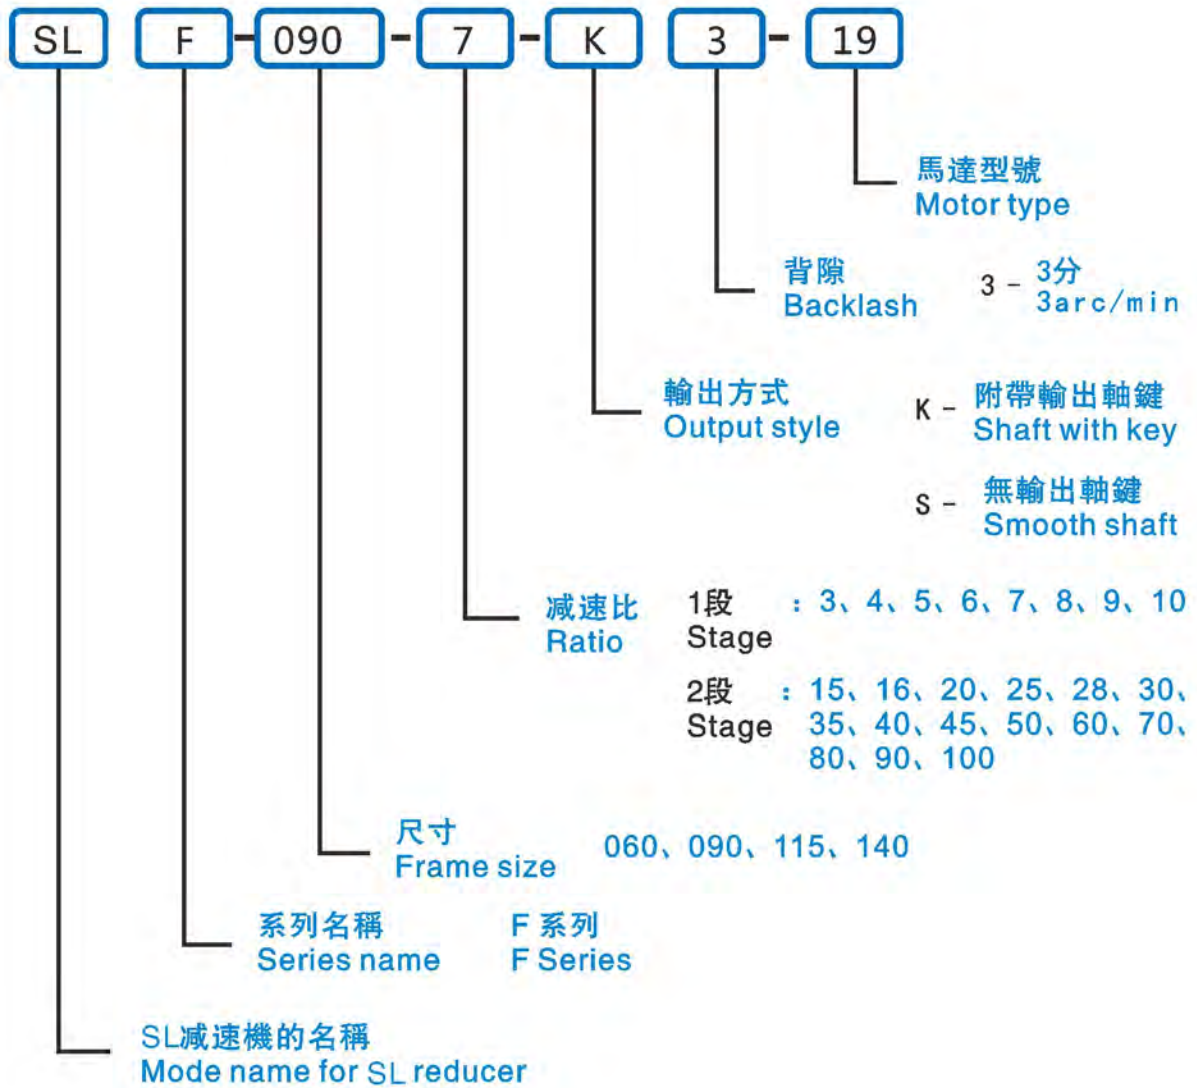 SL F-090-7-K 3-19
馬達型號
Motor type
背隙
Backlash
3 - 3分
3arc/min
輸出方式
Output style
K - 附帶輸出軸鍵
Shaft with key
S - 無輸出軸鍵
Smooth shaft
减速比
Ratio
1段 ：3、4、5、6、7、8、9、10
Stage
2段 ：15、16、20、25、28、30、
Stage 35、40、45、50、60、70、
80、90、100
尺寸
Frame size
060、090、115、140
系列名稱
Series name
F 系列
F Series
SL减速機的名稱
Mode name for SL reducer